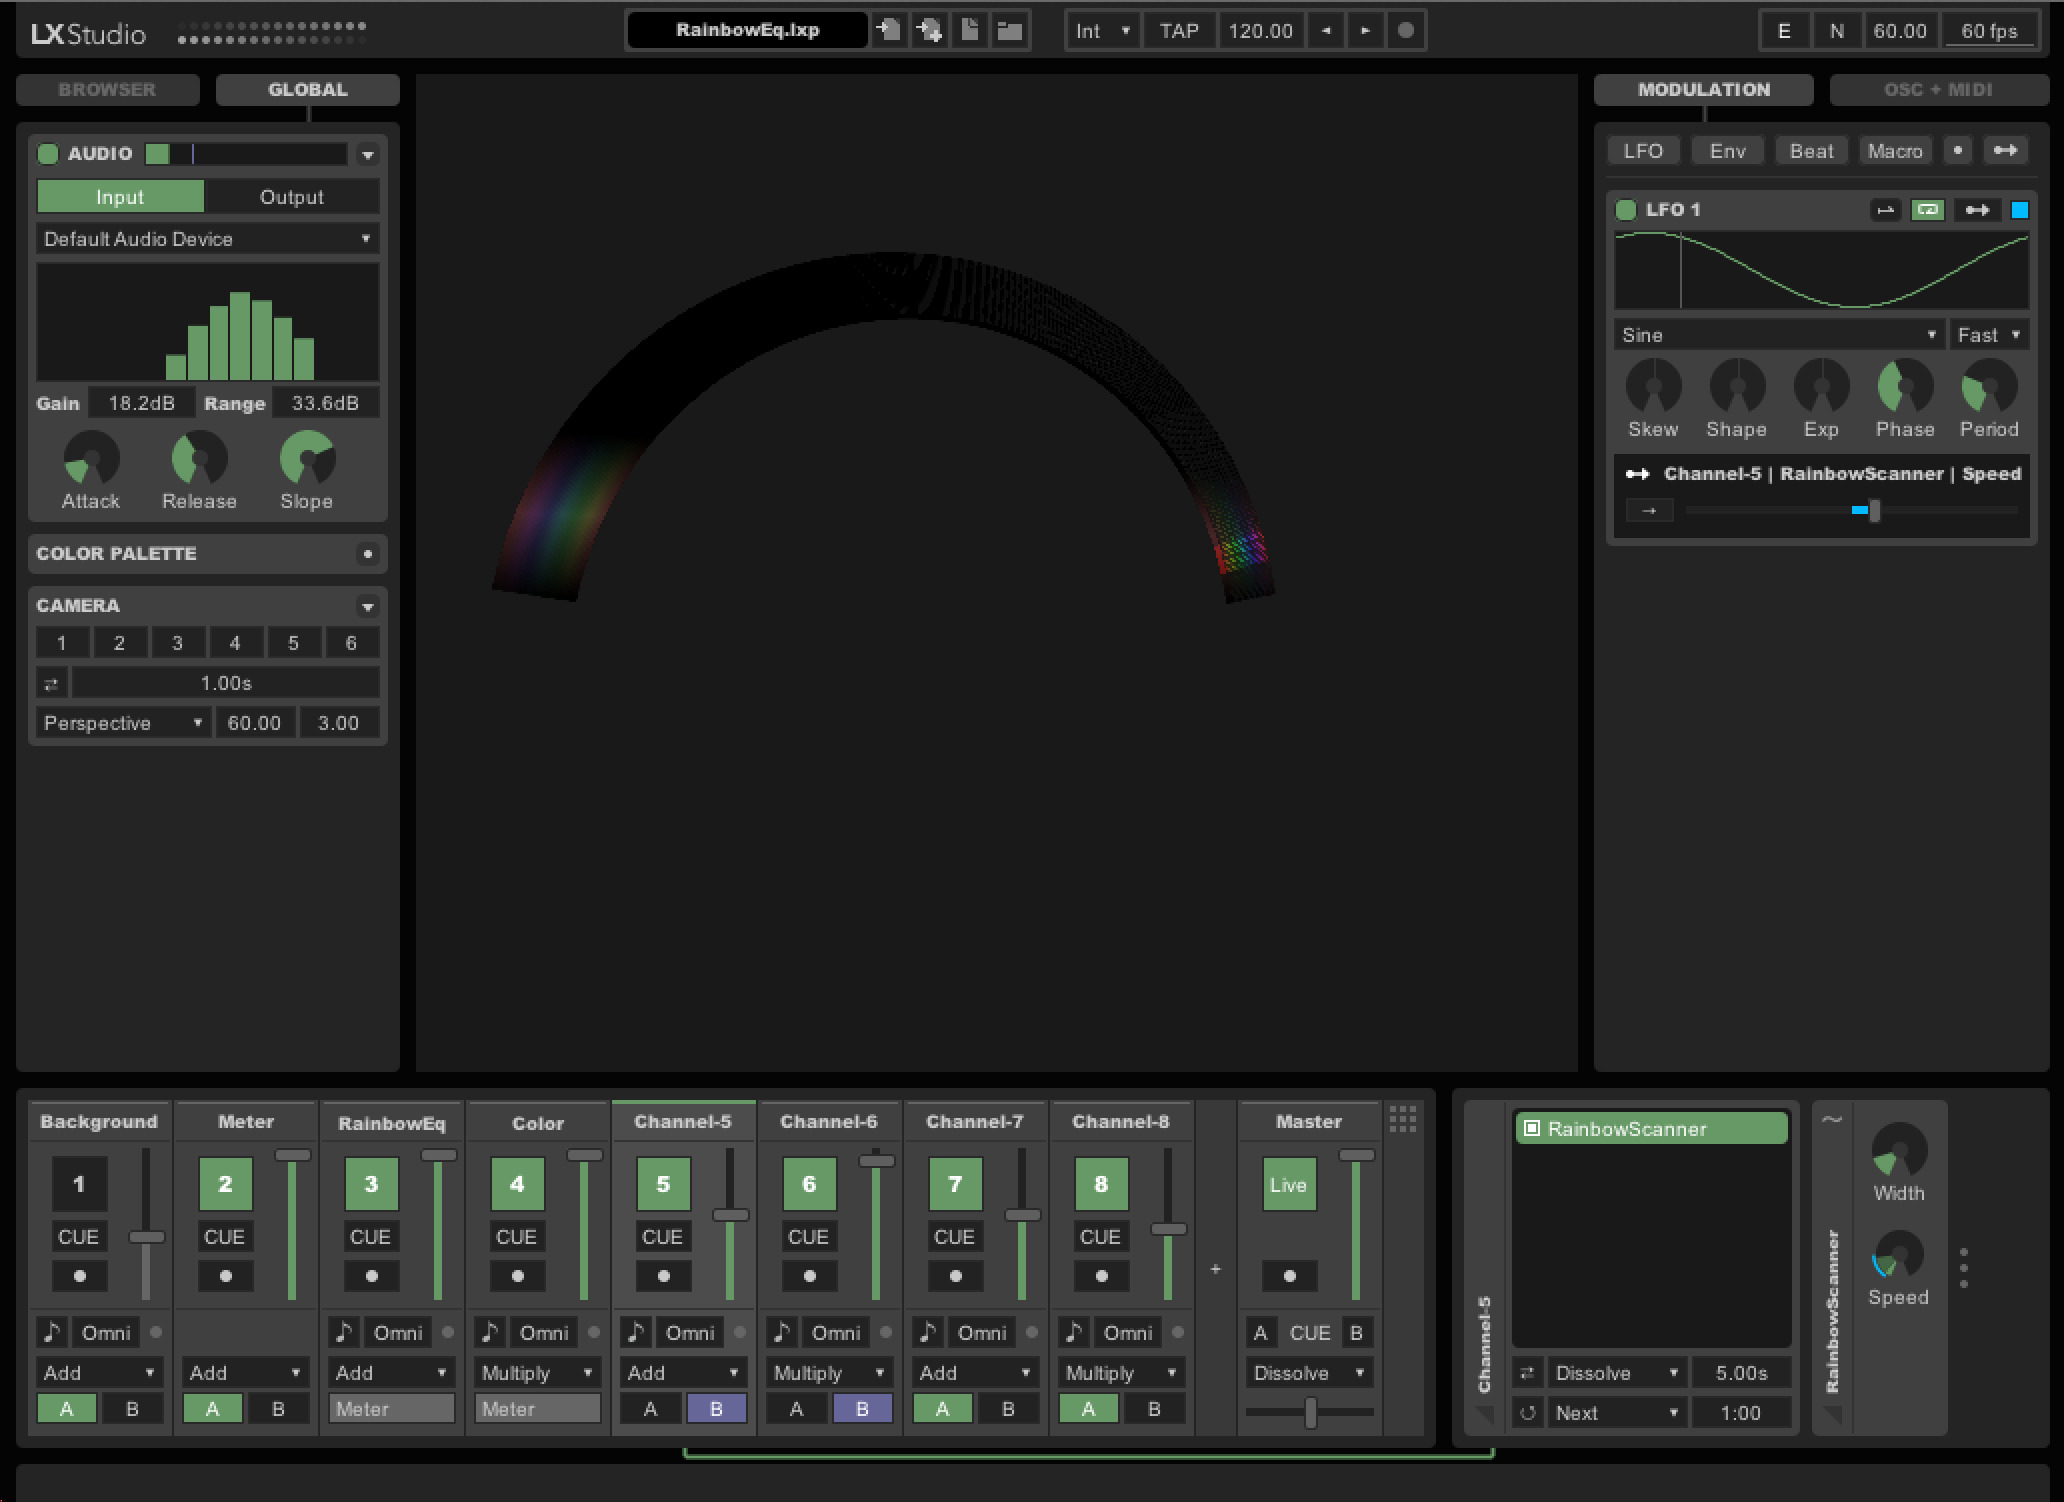 LXStudio
RainbowEq.lxp
Int TAP 120.00
E N 60.00 60 fps
BROWSER GLOBAL
AUDIO
Input Output
Default Audio Device
Gain 18.2dB Range 33.6dB
Attack Release Slope
COLOR PALETTE
CAMERA
1 2 3 4 5 6
1.00s
Perspective 60.00 3.00
MODULATION OSC + MIDI
LFO Env Beat Macro
LFO 1
Sine Fast
Skew Shape Exp Phase Period
Channel-5 | RainbowScanner | Speed
Background Meter RainbowEq Color Channel-5 Channel-6 Channel-7 Channel-8 Master
1 2 3 4 5 6 7 8 Live
CUE CUE CUE CUE CUE CUE CUE CUE
+
Omni Omni Omni Omni Omni Omni Omni A CUE B
Add Add Add Multiply Add Multiply Add Multiply Dissolve
A B A B Meter Meter A B A B A B A B
Channel-5
RainbowScanner
Dissolve 5.00s
Next 1:00
RainbowScanner
Width
Speed